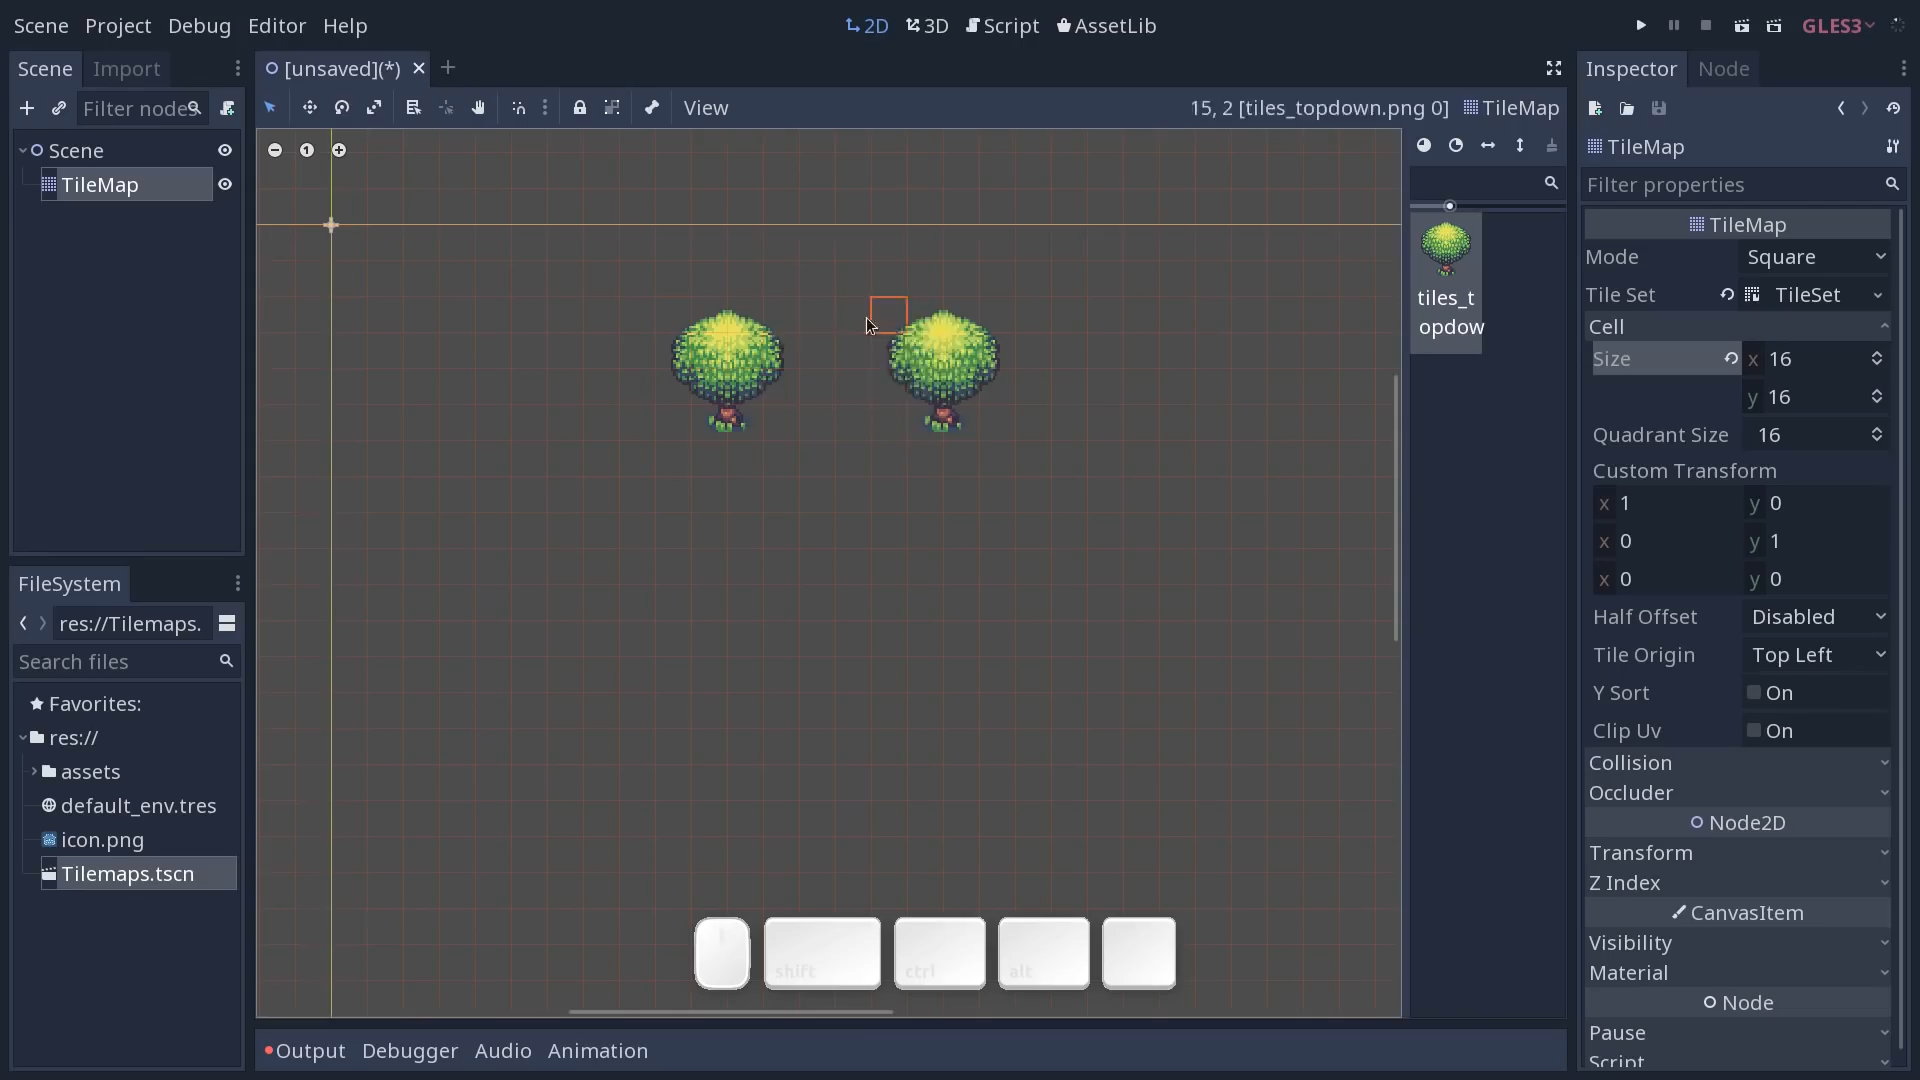 Scene Project Debug Editor Help
2D 3D Script AssetLib
GLES3
Scene Import
[unsaved](*)
Inspector Node
Filter nodes
View
15, 2 [tiles_topdown.png 0] TileMap
Scene
TileMap
TileMap
Filter properties
TileMap
Mode Square
Tile Set TileSet
tiles_t
opdow
Cell
Size x 16
y 16
Quadrant Size 16
Custom Transform
x 1 y 0
x 0 y 1
x 0 y 0
Half Offset Disabled
Tile Origin Top Left
Y Sort On
Clip Uv On
Collision
Occluder
Node2D
Transform
Z Index
CanvasItem
Visibility
Material
Node
Pause
Script
FileSystem
res://Tilemaps.
Search files
Favorites:
res://
assets
default_env.tres
icon.png
Tilemaps.tscn
shift ctrl alt
Output Debugger Audio Animation